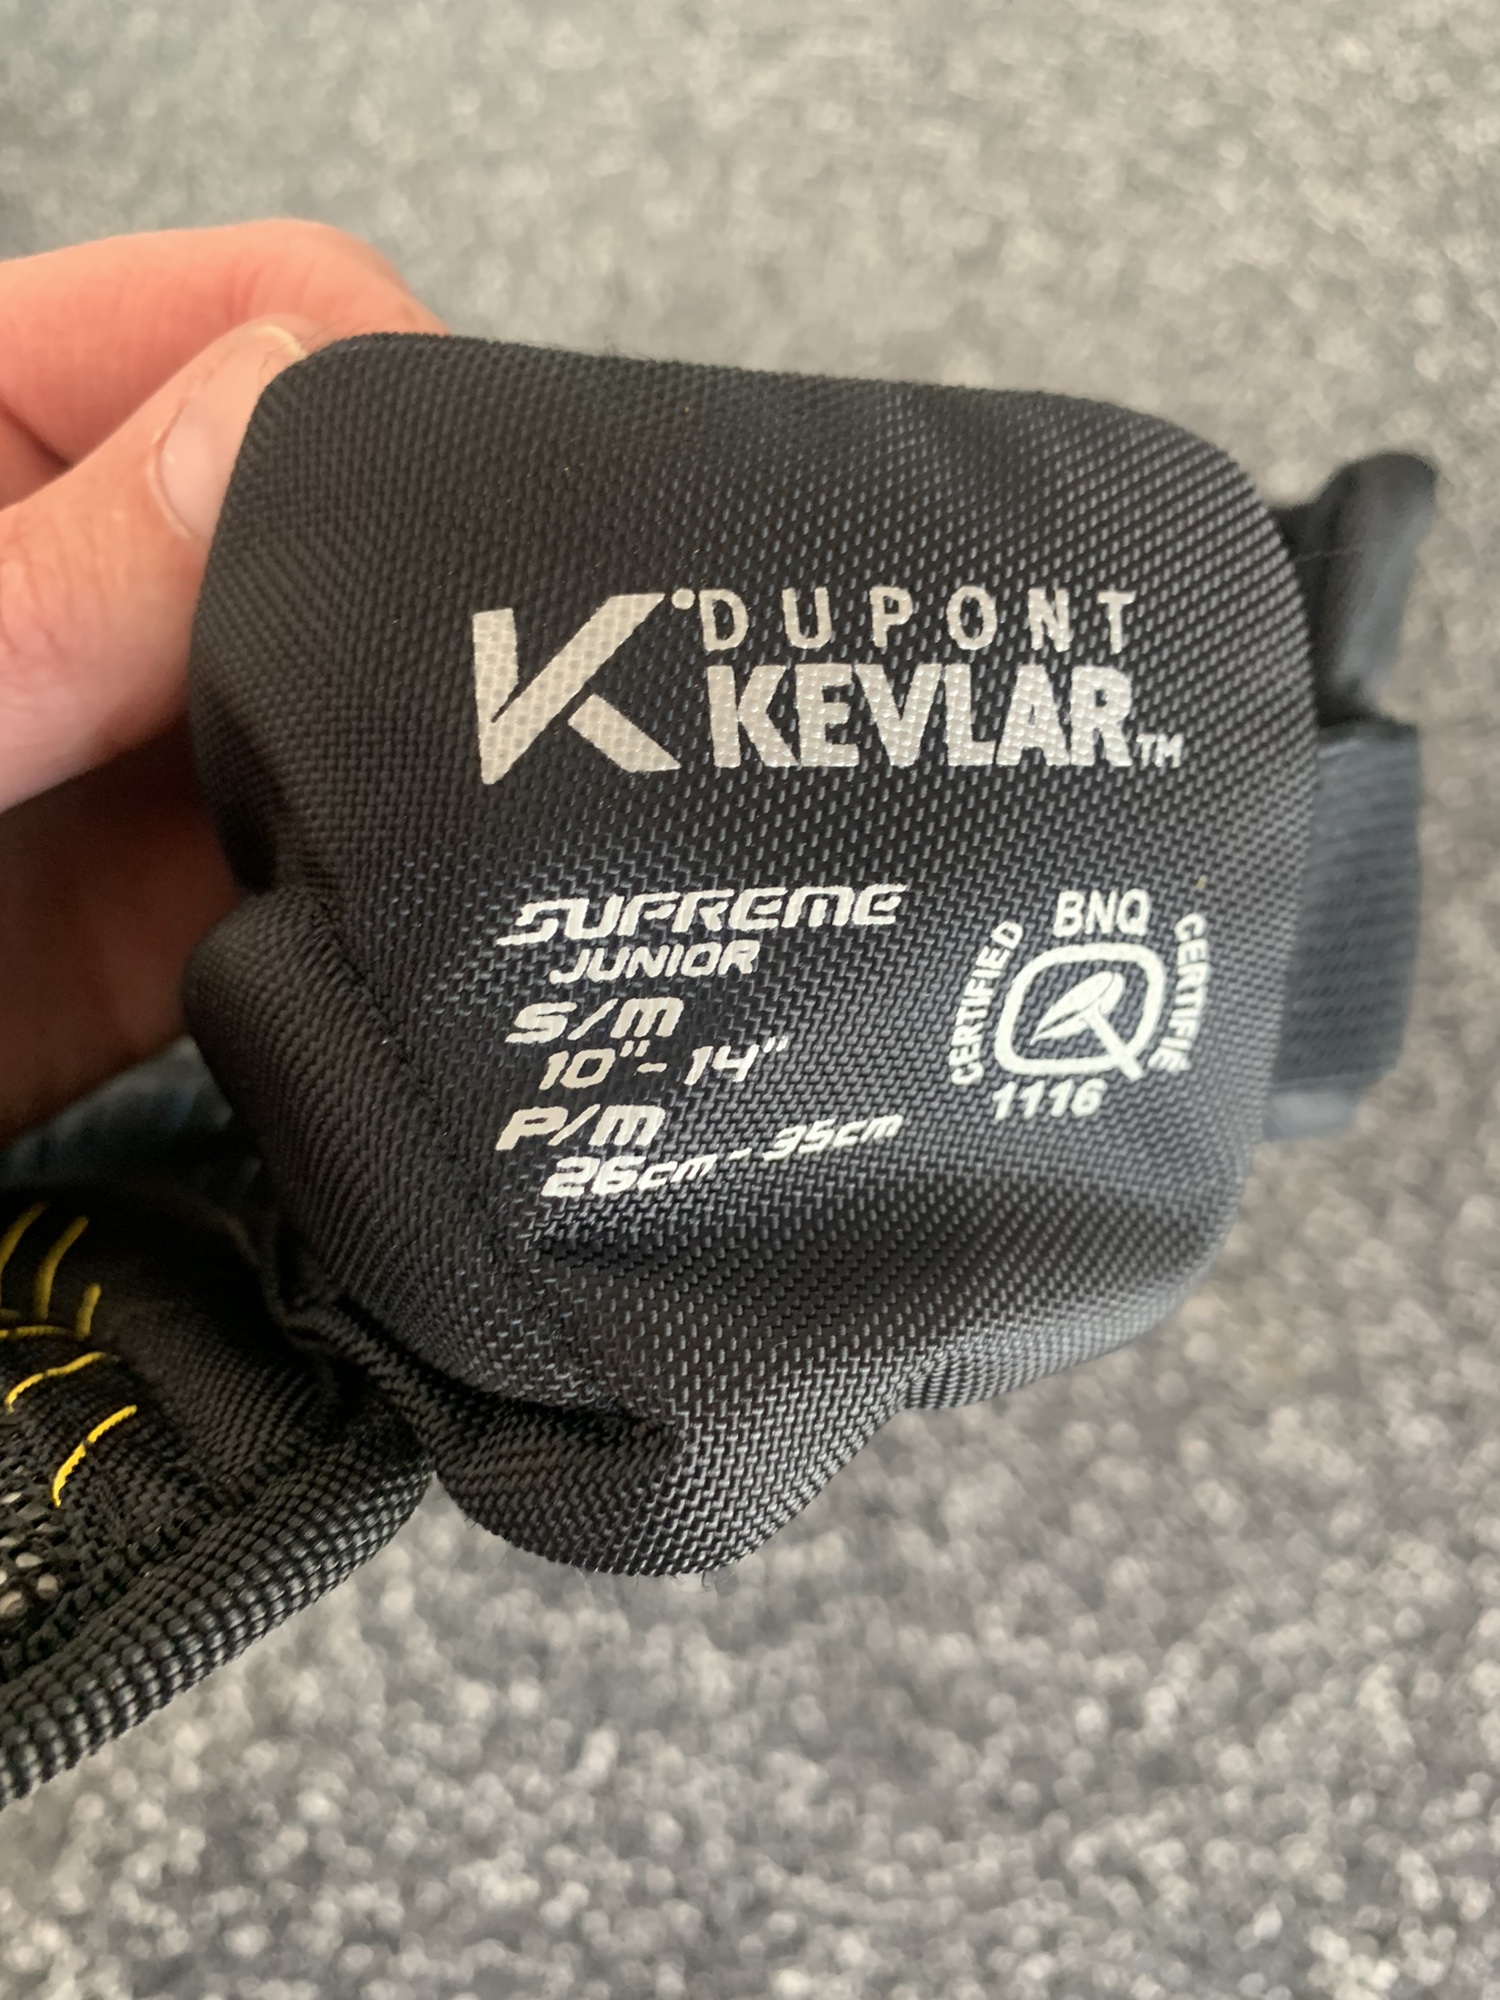 DUPONT
KEVLAR™
SUPREME
JUNIOR
S/M
10"- 14"
P/M
26cm - 35cm
BNQ
CERTIFIED
CERTIFIÉ
1116